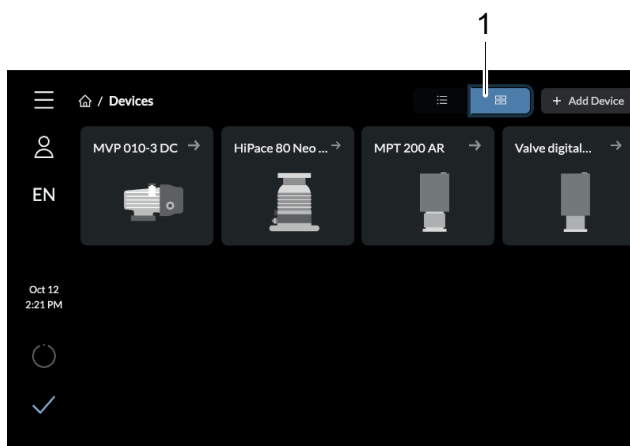 1
/ Devices
+ Add Device
MVP 010-3 DC →
HiPace 80 Neo ... →
MPT 200 AR →
Valve digital... →
EN
Oct 12
2:21 PM